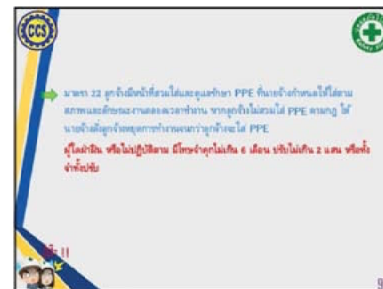 CCS
มาตรา 22 ลูกจ้างมีหน้าที่สวมใส่และดูแลรักษา PPE ที่นายจ้างกำหนดให้ได้ตาม
สภาพและลักษณะงานตลอดเวลาทำงาน หากลูกจ้างไม่สวมใส่ PPE ตามกฎ ให้
นายจ้างสั่งลูกจ้างหยุดการทำงานจนกว่าลูกจ้างจะใส่ PPE
ผู้ใดฝ่าฝืน หรือไม่ปฏิบัติตาม มีโทษจำคุกไม่เกิน 6 เดือน ปรับไม่เกิน 2 แสน หรือทั้ง
จำทั้งปรับ